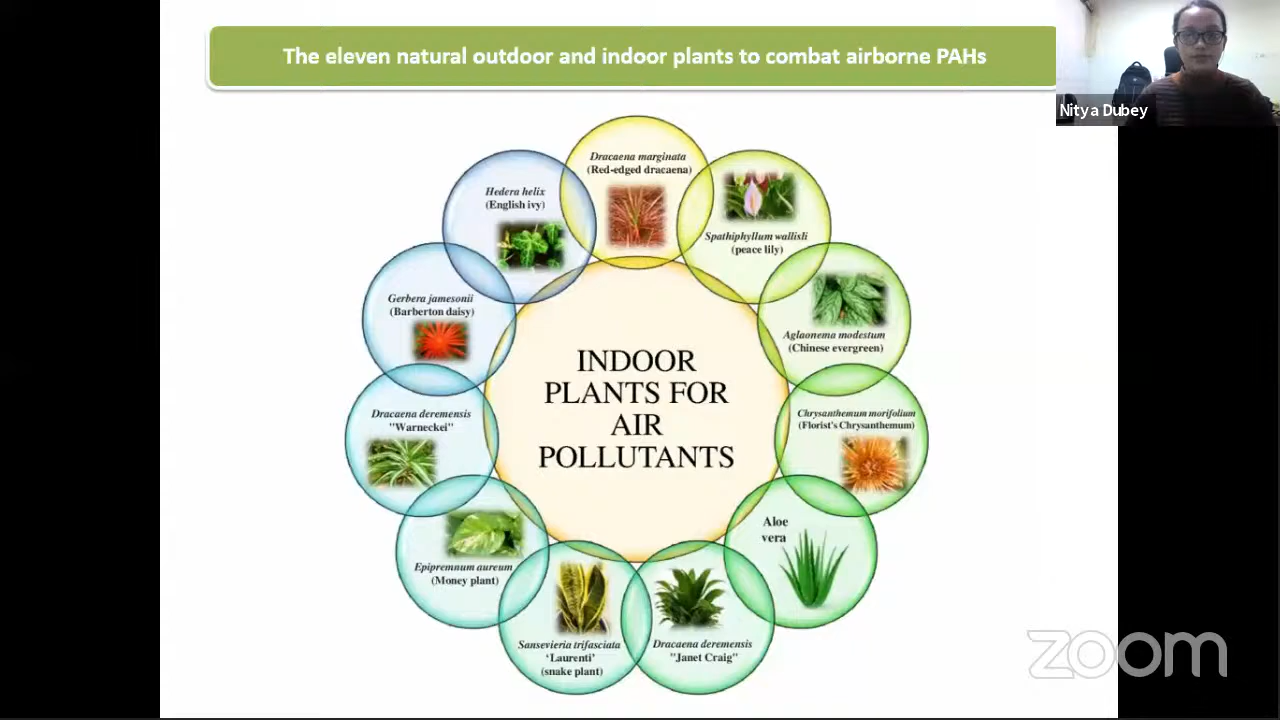 The eleven natural outdoor and indoor plants to combat airborne PAHs
Nitya Dubey
Dracaena marginata
(Red-edged dracaena)
Spathiphyllum wallisli
(peace lily)
Aglaonema modestum
(Chinese evergreen)
Chrysanthemum morifolium
(Florist's Chrysanthemum)
Aloe
vera
Dracaena deremensis
"Janet Craig"
Sansevieria trifasciata
‘Laurenti’
(snake plant)
Epipremnum aureum
(Money plant)
Dracaena deremensis
"Warneckei"
Gerbera jamesonii
(Barberton daisy)
Hedera helix
(English ivy)
INDOOR
PLANTS FOR
AIR
POLLUTANTS
zoom